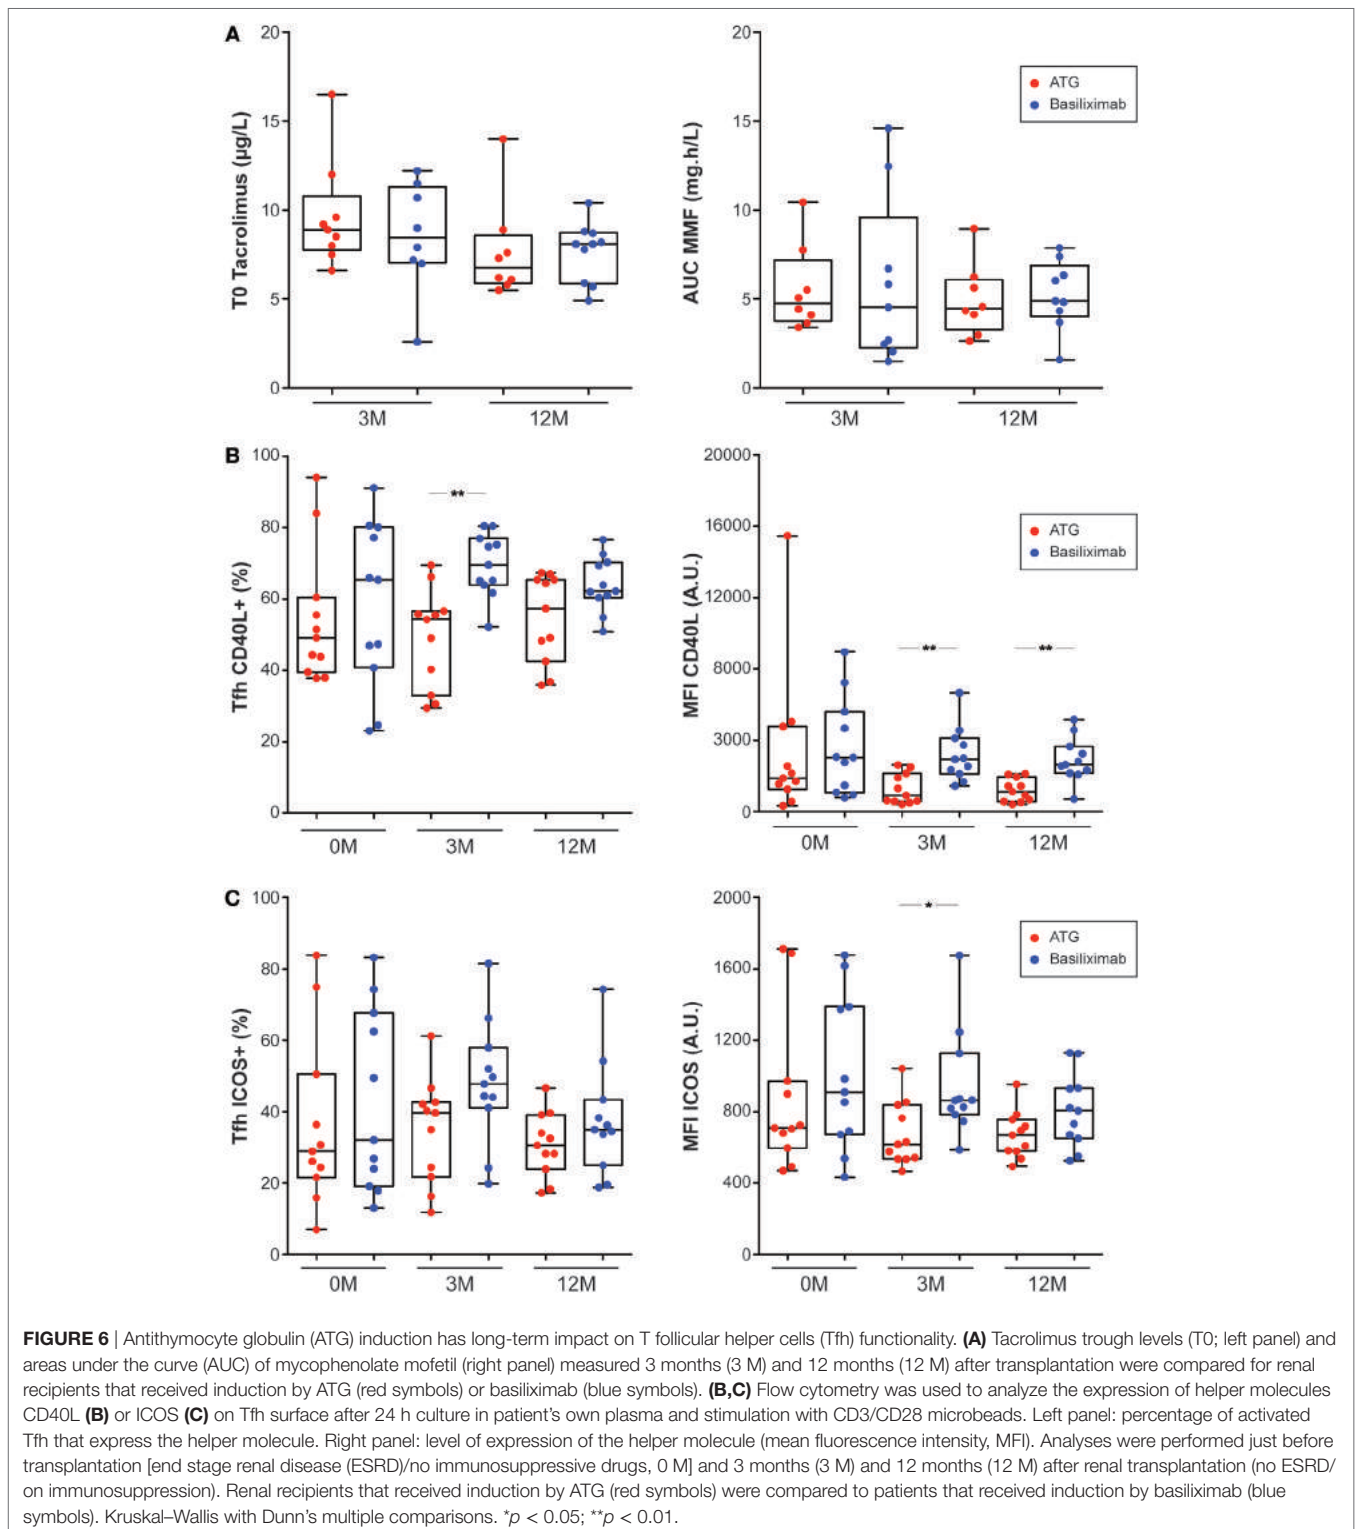 A
T0 Tacrolimus (µg/L)
20
15
10
5
0
3M
12M
AUC MMF (mg.h/L)
20
15
10
5
0
3M
12M
ATG
Basiliximab
B
Tfh CD40L+ (%)
100
80
60
40
20
0
**
0M
3M
12M
MFI CD40L (A.U.)
20000
16000
12000
8000
3000
0
**
**
0M
3M
12M
ATG
Basiliximab
C
Tfh ICOS+ (%)
100
80
60
40
20
0
0M
3M
12M
MFI ICOS (A.U.)
2000
1600
1200
800
400
0
*
0M
3M
12M
ATG
Basiliximab
FIGURE 6 | Antithymocyte globulin (ATG) induction has long-term impact on T follicular helper cells (Tfh) functionality. (A) Tacrolimus trough levels (T0; left panel) and
areas under the curve (AUC) of mycophenolate mofetil (right panel) measured 3 months (3 M) and 12 months (12 M) after transplantation were compared for renal
recipients that received induction by ATG (red symbols) or basiliximab (blue symbols). (B,C) Flow cytometry was used to analyze the expression of helper molecules
CD40L (B) or ICOS (C) on Tfh surface after 24 h culture in patient's own plasma and stimulation with CD3/CD28 microbeads. Left panel: percentage of activated
Tfh that express the helper molecule. Right panel: level of expression of the helper molecule (mean fluorescence intensity, MFI). Analyses were performed just before
transplantation [end stage renal disease (ESRD)/no immunosuppressive drugs, 0 M] and 3 months (3 M) and 12 months (12 M) after renal transplantation (no ESRD/
on immunosuppression). Renal recipients that received induction by ATG (red symbols) were compared to patients that received induction by basiliximab (blue
symbols). Kruskal–Wallis with Dunn's multiple comparisons. *p < 0.05; **p < 0.01.